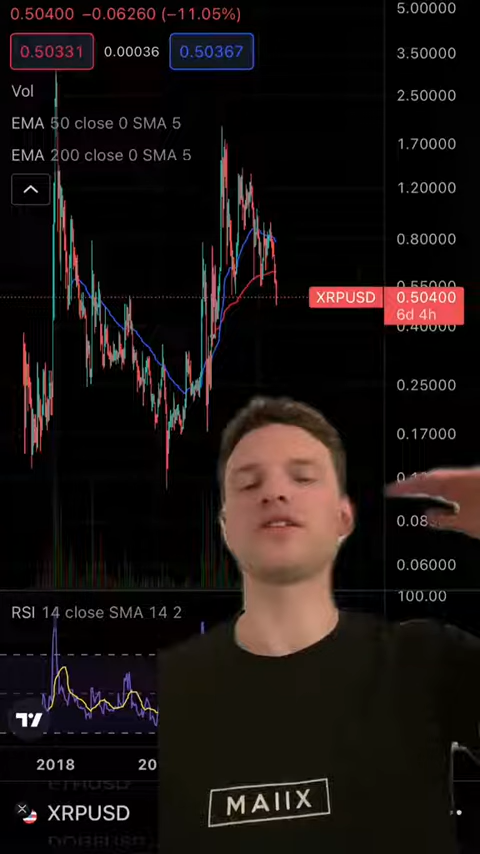 0.50400 −0.06260 (−11.05%)
0.50331 0.00036 0.50367
Vol
EMA 50 close 0 SMA 5
EMA 200 close 0 SMA 5
5.00000
3.50000
2.50000
1.70000
1.20000
0.80000
0.55000
XRPUSD 0.50400
6d 4h
0.40000
0.25000
0.17000
0.06000
100.00
RSI 14 close SMA 14 2
2018
XRPUSD
MAIIX